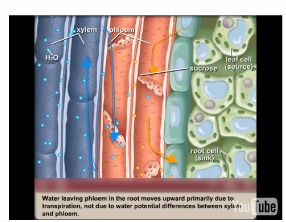 xylem
phloem
H₂O
sucrose
leaf cell
(source)
root cell
(sink)
Water leaving phloem in the root moves upward primarily due to
transpiration, not due to water potential differences between xylem
and phloem.
YouTube